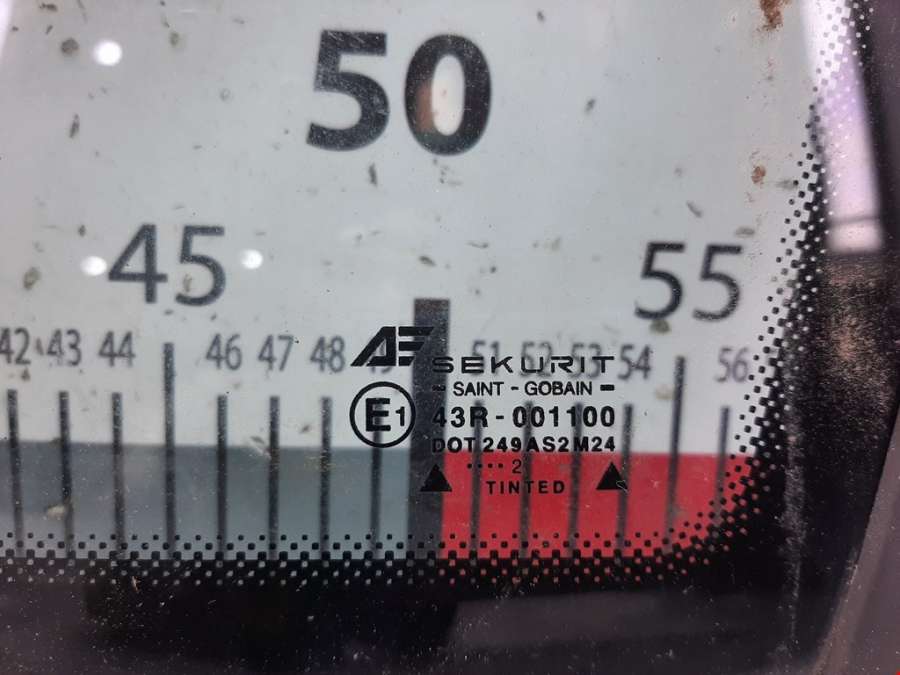 50
45 55
42 43 44 46 47 48 49 51 52 53 54 56
SEKURIT
SAINT - GOBAIN
E1 43R - 001100
DOT 249 AS2 M24
•••• 2
TINTED